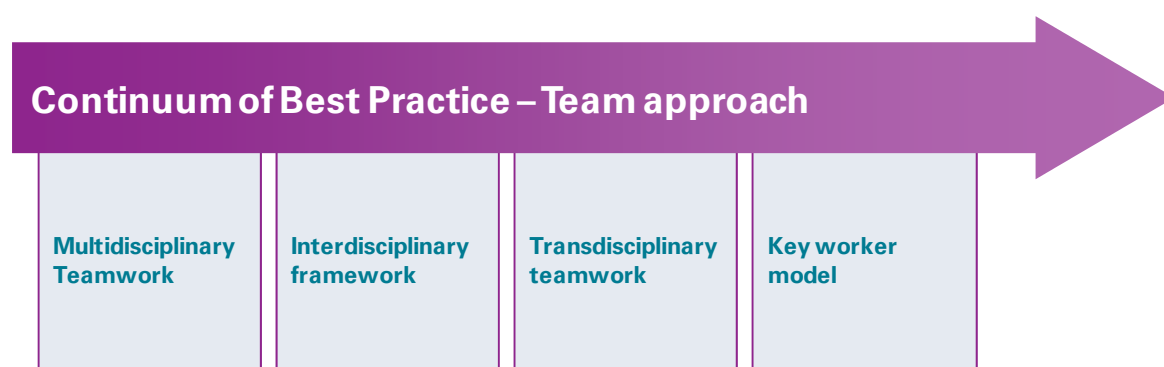 Continuum of Best Practice – Team approach
Multidisciplinary
Teamwork
Interdisciplinary
framework
Transdisciplinary
teamwork
Key worker
model